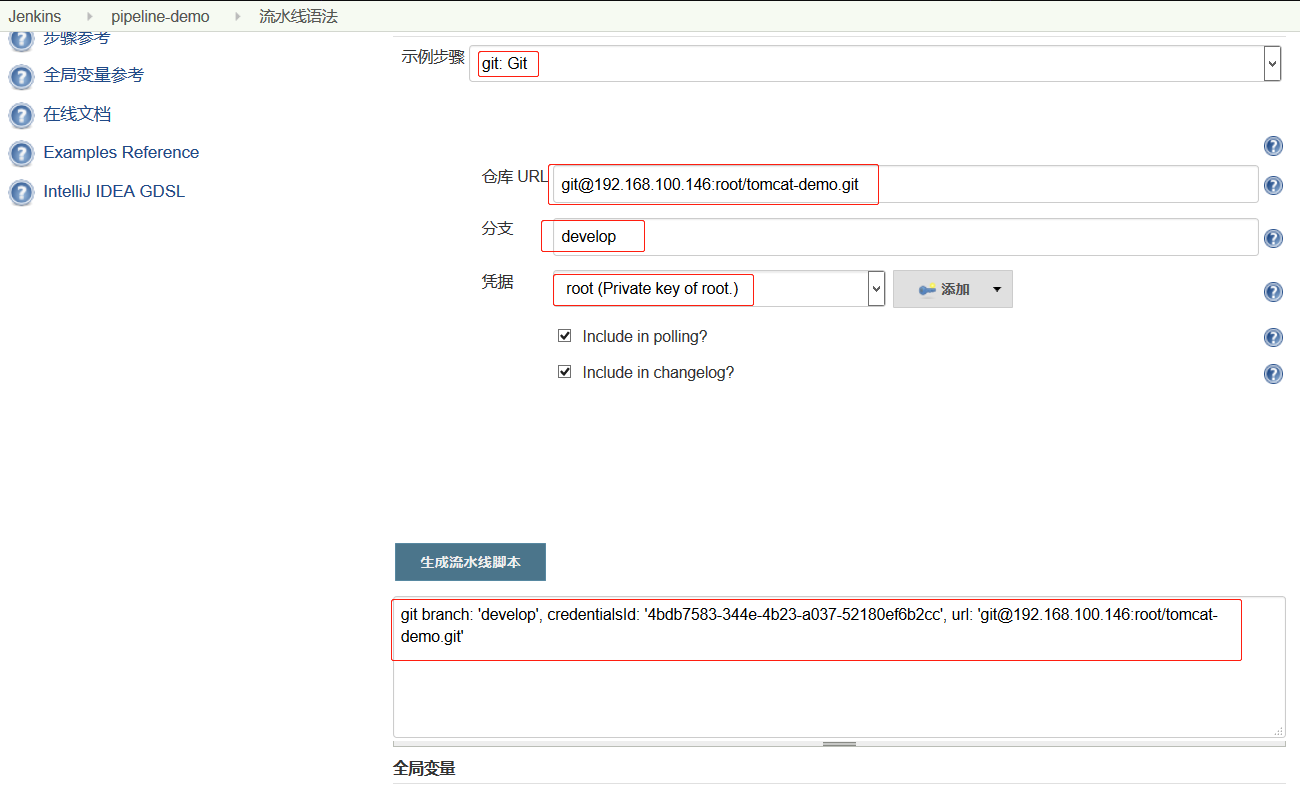 Jenkins pipeline-demo 流水线语法
步骤参考
全局变量参考
在线文档
Examples Reference
IntelliJ IDEA GDSL
示例步骤 git: Git
仓库 URL git@192.168.100.146:root/tomcat-demo.git
分支 develop
凭据 root (Private key of root.) 添加
Include in polling?
Include in changelog?
生成流水线脚本
git branch: 'develop', credentialsId: '4bdb7583-344e-4b23-a037-52180ef6b2cc', url: 'git@192.168.100.146:root/tomcat-
demo.git'
全局变量